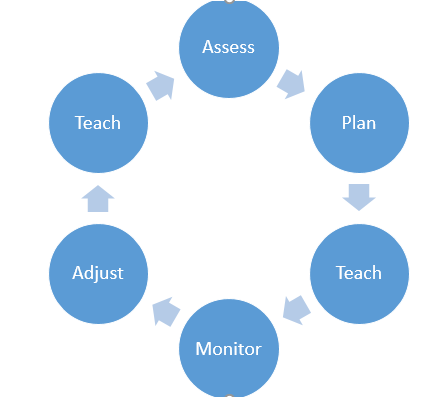 Assess
Plan
Teach
Monitor
Adjust
Teach